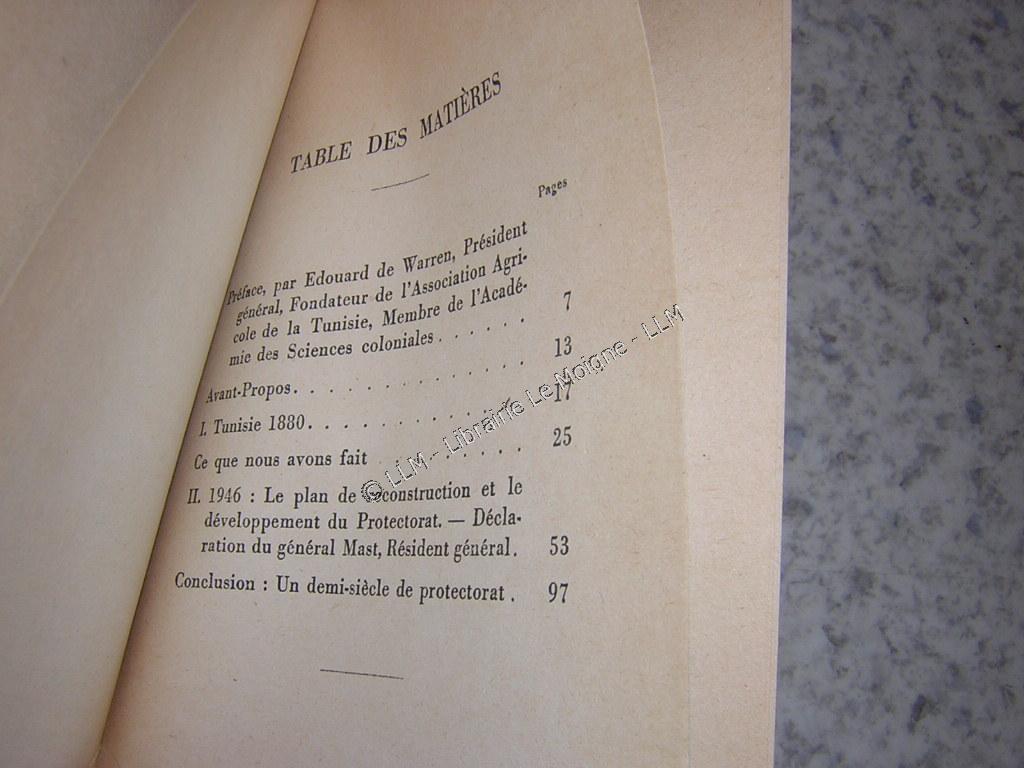 TABLE DES MATIÈRES
Pages
Préface, par Edouard de Warren, Président
général, Fondateur de l'Association Agri-
cole de la Tunisie, Membre de l'Acadé-
mie des Sciences coloniales . . . . . . 7
Avant-Propos. . . . . . . . . . . . . . 13
I. Tunisie 1880. . . . . . . . . . . . 17
Ce que nous avons fait . . . . . . . . 25
II. 1946 : Le plan de reconstruction et le
développement du Protectorat. — Décla-
ration du général Mast, Résident général. 53
Conclusion : Un demi-siècle de protectorat . 97
© LLM - Librairie Le Moigne - LLM